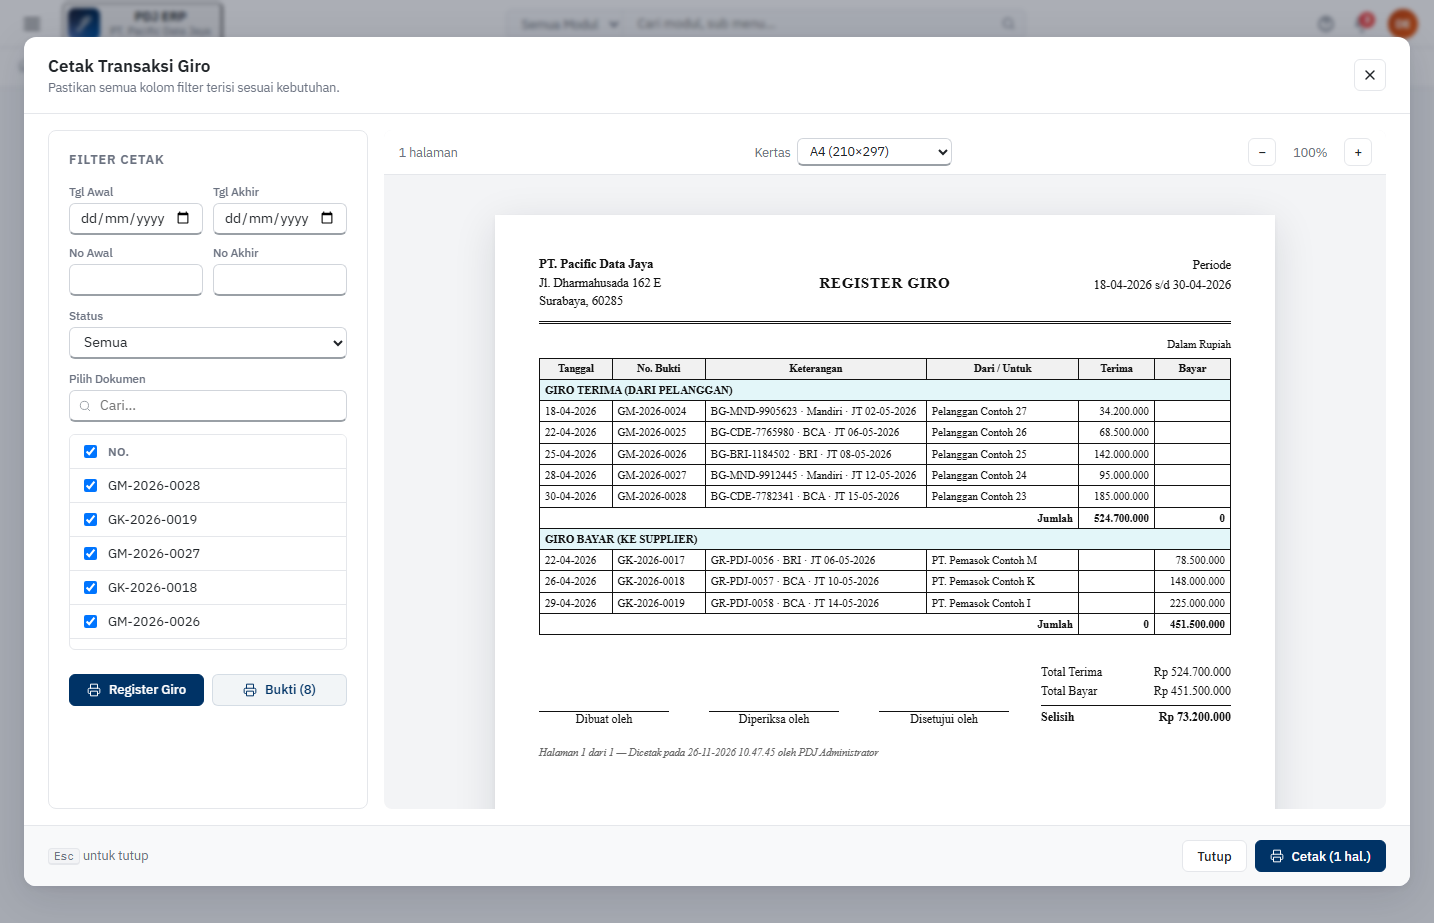 PDJ ERP
PT. Pacific Data Jaya
Semua Modul
Cari modul, sub menu...
Cetak Transaksi Giro
Pastikan semua kolom filter terisi sesuai kebutuhan.
FILTER CETAK
Tgl Awal Tgl Akhir
dd/mm/yyyy dd/mm/yyyy
No Awal No Akhir
Status
Semua
Pilih Dokumen
Cari...
NO.
GM-2026-0028
GK-2026-0019
GM-2026-0027
GK-2026-0018
GM-2026-0026
Register Giro Bukti (8)
1 halaman Kertas A4 (210×297) − 100% +
PT. Pacific Data Jaya
Jl. Dharmahusada 162 E
Surabaya, 60285
REGISTER GIRO
Periode
18-04-2026 s/d 30-04-2026
Dalam Rupiah
Tanggal No. Bukti Keterangan Dari / Untuk Terima Bayar
GIRO TERIMA (DARI PELANGGAN)
18-04-2026 GM-2026-0024 BG-MND-9905623 · Mandiri · JT 02-05-2026 Pelanggan Contoh 27 34.200.000
22-04-2026 GM-2026-0025 BG-CDE-7765980 · BCA · JT 06-05-2026 Pelanggan Contoh 26 68.500.000
25-04-2026 GM-2026-0026 BG-BRI-1184502 · BRI · JT 08-05-2026 Pelanggan Contoh 25 142.000.000
28-04-2026 GM-2026-0027 BG-MND-9912445 · Mandiri · JT 12-05-2026 Pelanggan Contoh 24 95.000.000
30-04-2026 GM-2026-0028 BG-CDE-7782341 · BCA · JT 15-05-2026 Pelanggan Contoh 23 185.000.000
Jumlah 524.700.000 0
GIRO BAYAR (KE SUPPLIER)
22-04-2026 GK-2026-0017 GR-PDJ-0056 · BRI · JT 06-05-2026 PT. Pemasok Contoh M 78.500.000
26-04-2026 GK-2026-0018 GR-PDJ-0057 · BCA · JT 10-05-2026 PT. Pemasok Contoh K 148.000.000
29-04-2026 GK-2026-0019 GR-PDJ-0058 · BCA · JT 14-05-2026 PT. Pemasok Contoh I 225.000.000
Jumlah 0 451.500.000
Total Terima Rp 524.700.000
Total Bayar Rp 451.500.000
Selisih Rp 73.200.000
Dibuat oleh Diperiksa oleh Disetujui oleh
Halaman 1 dari 1 — Dicetak pada 26-11-2026 10.47.45 oleh PDJ Administrator
Esc untuk tutup
Tutup Cetak (1 hal.)